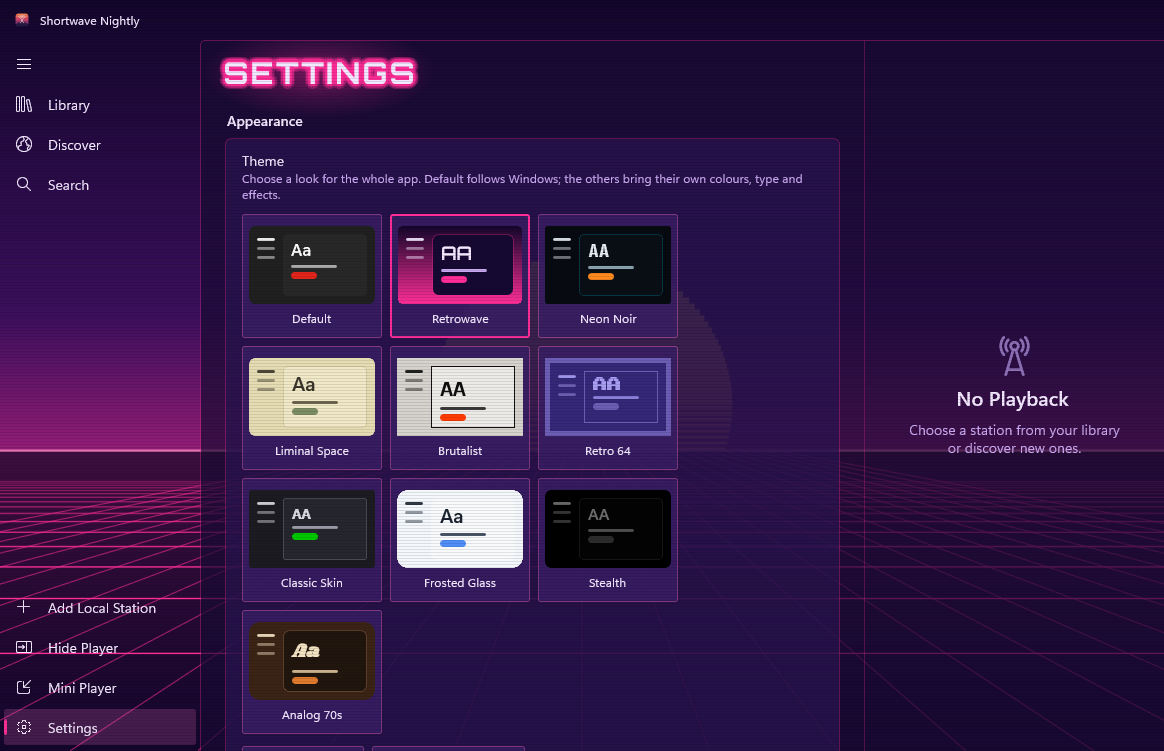 Shortwave Nightly
Library
Discover
Search
Add Local Station
Hide Player
Mini Player
Settings
SETTINGS
Appearance
Theme
Choose a look for the whole app. Default follows Windows; the others bring their own colours, type and
effects.
Aa
Default
AA
Retrowave
AA
Neon Noir
Aa
Liminal Space
AA
Brutalist
AA
Retro 64
AA
Classic Skin
Aa
Frosted Glass
AA
Stealth
Aa
Analog 70s
No Playback
Choose a station from your library
or discover new ones.